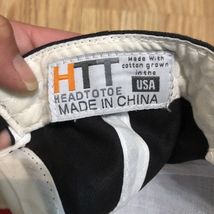 HTT
HEADTOTOE
Made with
cotton grown
in the
USA
MADE IN CHINA